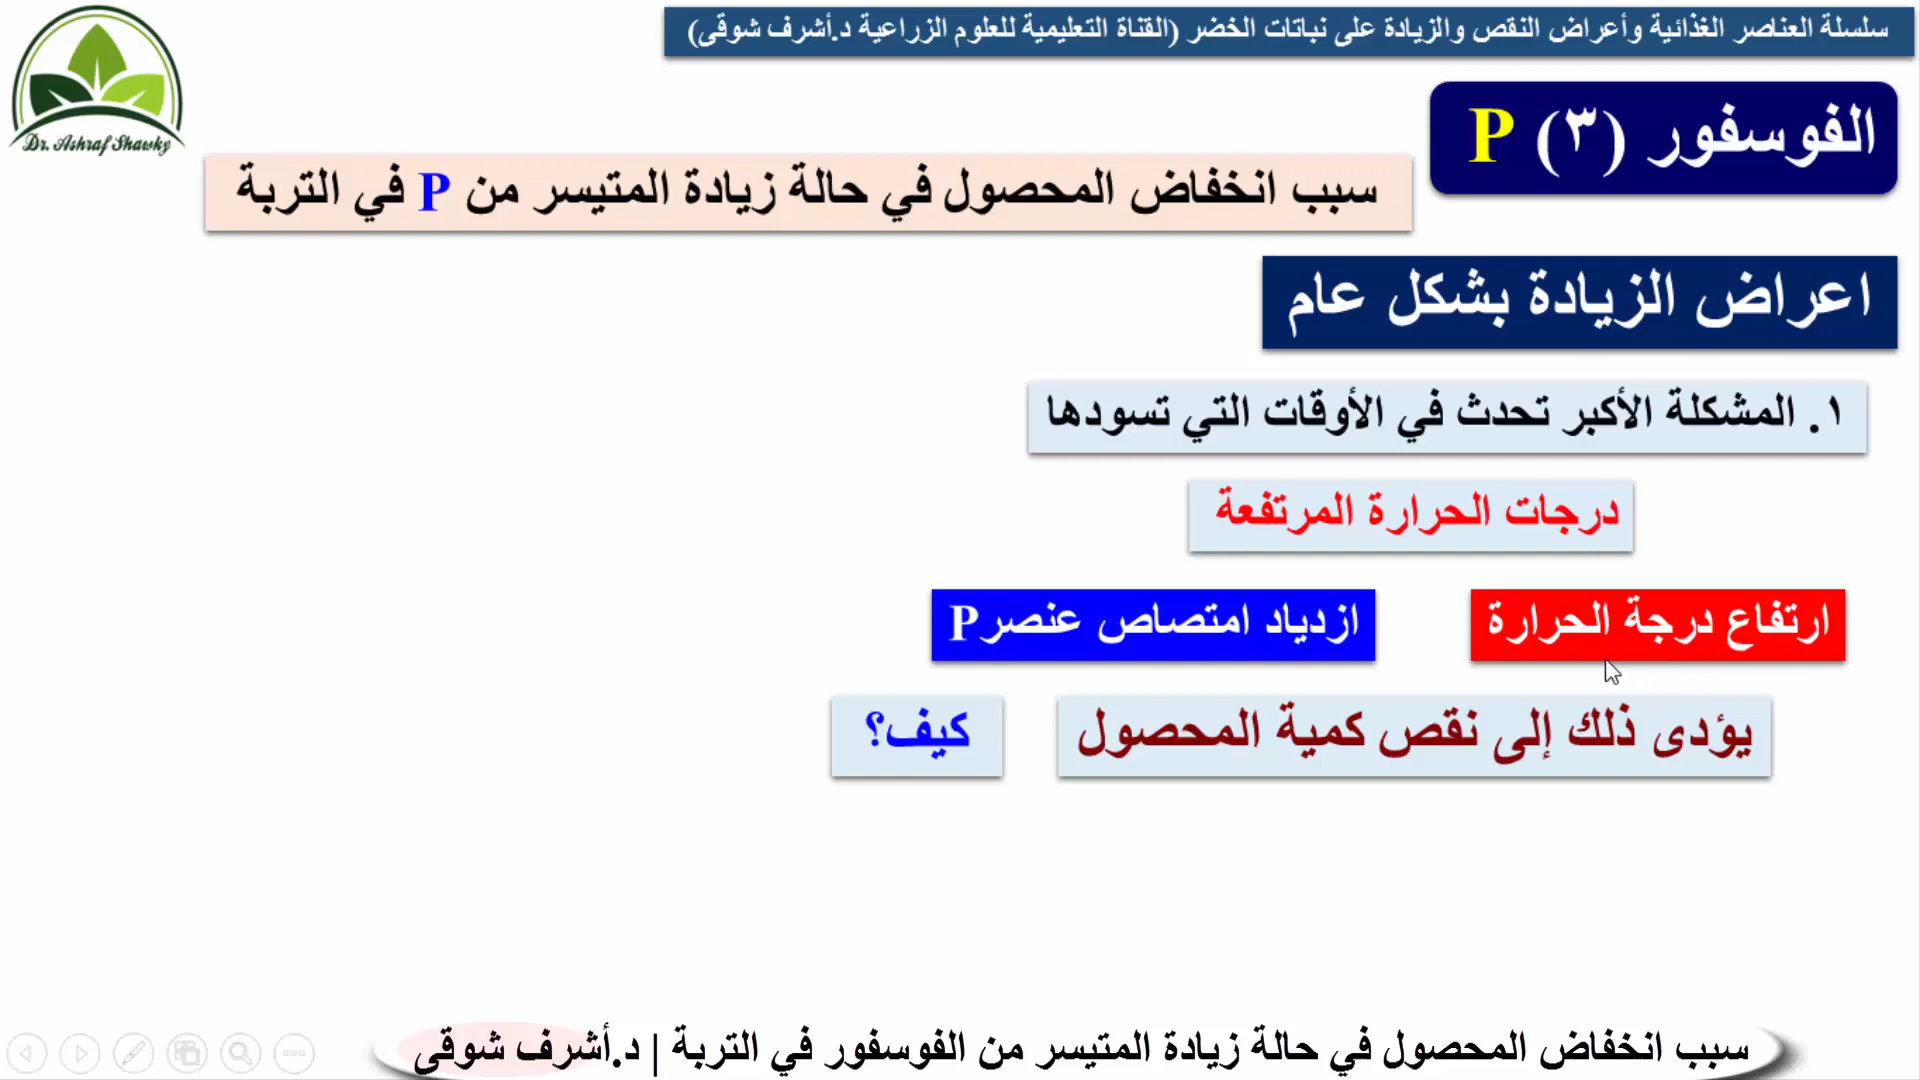 سلسلة العناصر الغذائية وأعراض النقص والزيادة على نباتات الخضر (القناة التعليمية للعلوم الزراعية د.أشرف شوقى)
Dr. Ashraf Shawky
الفوسفور (٣) P
سبب انخفاض المحصول في حالة زيادة المتيسر من P في التربة
اعراض الزيادة بشكل عام
١. المشكلة الأكبر تحدث في الأوقات التي تسودها
درجات الحرارة المرتفعة
ارتفاع درجة الحرارة ازدياد امتصاص عنصرP
يؤدى ذلك إلى نقص كمية المحصول كيف؟
سبب انخفاض المحصول في حالة زيادة المتيسر من الفوسفور في التربة | د.أشرف شوقى